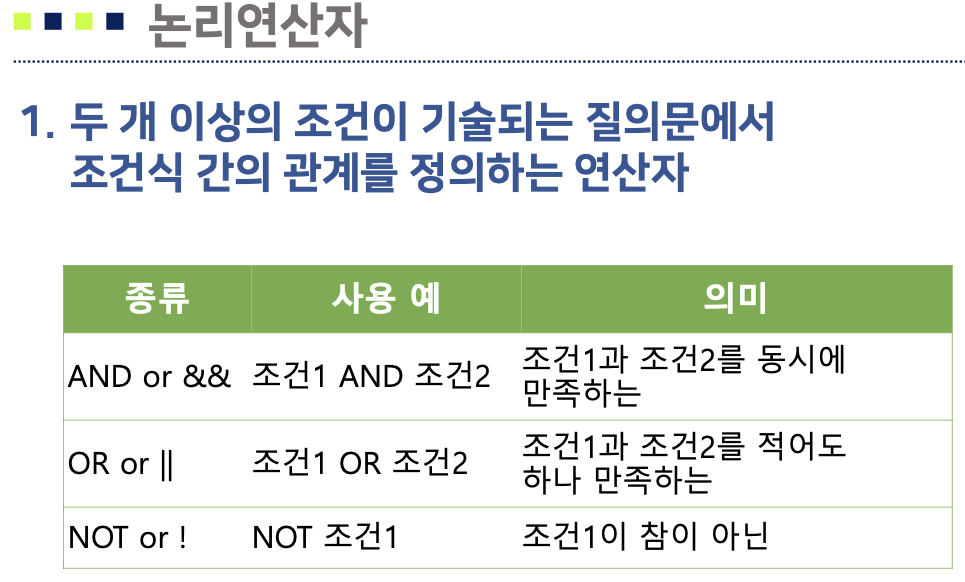 논리연산자
1. 두 개 이상의 조건이 기술되는 질의문에서
조건식 간의 관계를 정의하는 연산자
종류 사용 예 의미
AND or && 조건1 AND 조건2 조건1과 조건2를 동시에
만족하는
OR or || 조건1 OR 조건2 조건1과 조건2를 적어도
하나 만족하는
NOT or ! NOT 조건1 조건1이 참이 아닌